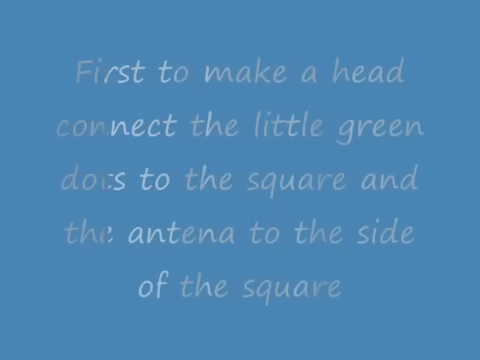 First to make a head
connect the little green
dots to the square and
the antena to the side
of the square